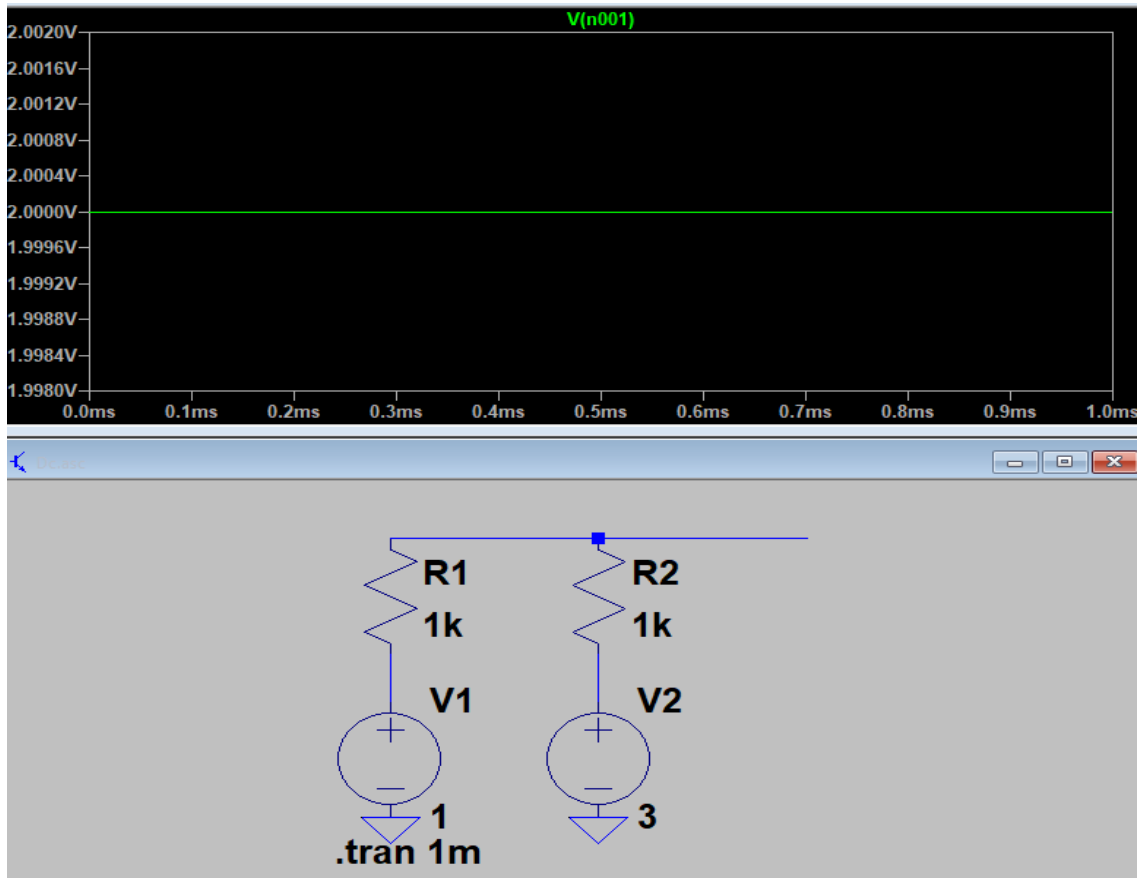 V(n001)
2.0020V
2.0016V
2.0012V
2.0008V
2.0004V
2.0000V
1.9996V
1.9992V
1.9988V
1.9984V
1.9980V
0.0ms 0.1ms 0.2ms 0.3ms 0.4ms 0.5ms 0.6ms 0.7ms 0.8ms 0.9ms 1.0ms
R1 R2
1k 1k
V1 V2
1 3
.tran 1m